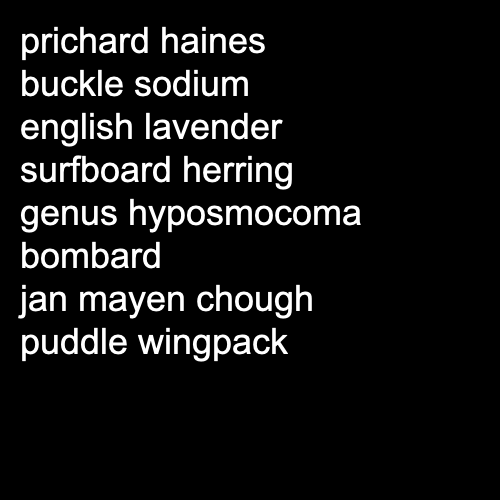 prichard haines
buckle sodium
english lavender
surfboard herring
genus hyposmocoma
bombard
jan mayen chough
puddle wingpack